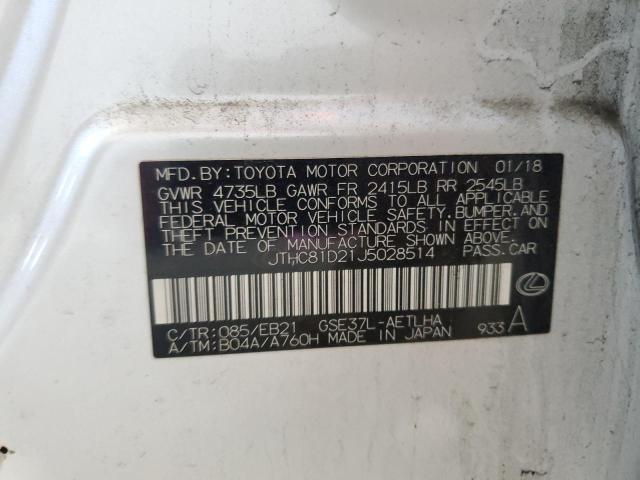 MFD.BY:TOYOTA MOTOR CORPORATION 01/18
GVWR 4735LB GAWR FR 2415LB RR 2545LB
THIS VEHICLE CONFORMS TO ALL APPLICABLE
FEDERAL MOTOR VEHICLE SAFETY,BUMPER,AND
THEFT PREVENTION STANDARDS IN EFFECT ON
THE DATE OF MANUFACTURE SHOWN ABOVE.
JTHC81D21J5028514 PASS.CAR
C/TR:085/EB21 GSE37L-AETLHA
A/TM:B04A/A760H MADE IN JAPAN 933 A